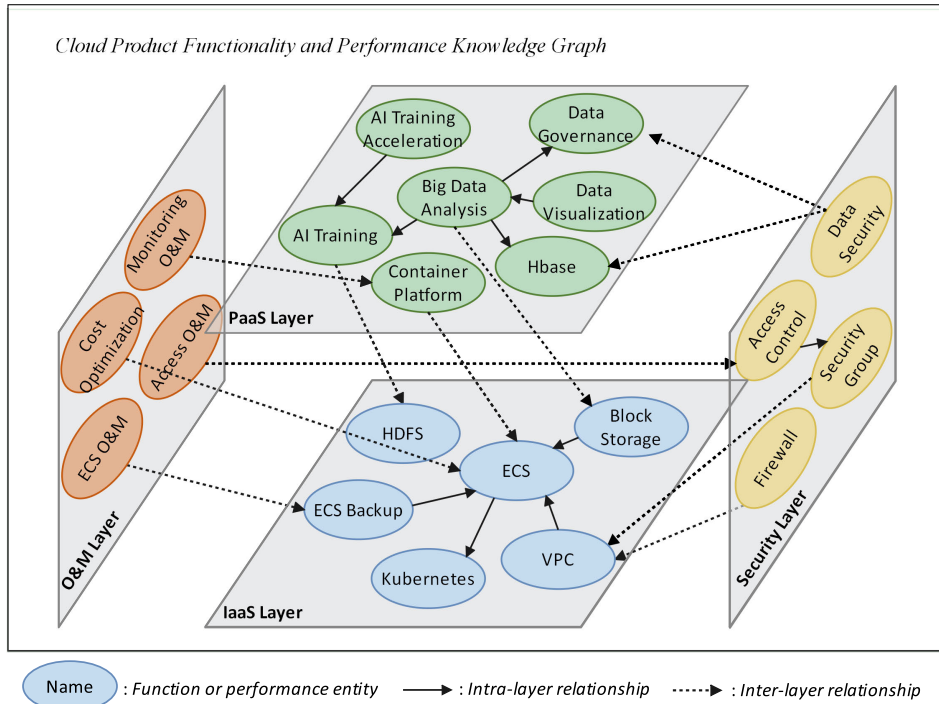 Cloud Product Functionality and Performance Knowledge Graph
AI Training
Acceleration
Data
Governance
Big Data
Analysis
Data
Visualization
AI Training
Hbase
Container
Platform
PaaS Layer
Monitoring
O&M
Cost
Optimization
Access O&M
ECS O&M
O&M Layer
Data
Security
Access
Control
Security
Group
Firewall
Security Layer
HDFS
Block
Storage
ECS
ECS Backup
VPC
Kubernetes
IaaS Layer
Name
: Function or performance entity
: Intra-layer relationship
: Inter-layer relationship